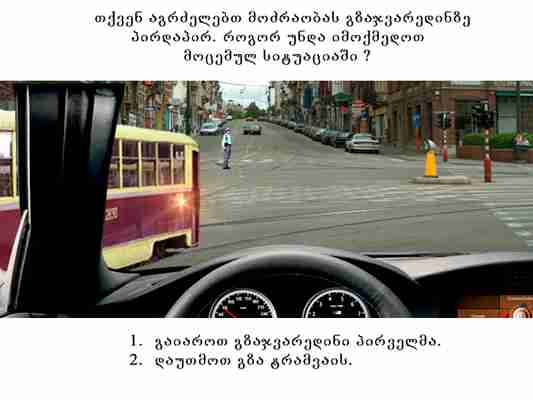 თქვენ აგრძელებთ მოძრაობას გზაჯვარედინზე
პირდაპირ. როგორ უნდა იმოქმედოთ
მოცემულ სიტუაციაში ?
1. გაიაროთ გზაჯვარედინი პირველმა.
2. დაუთმოთ გზა ტრამვაის.